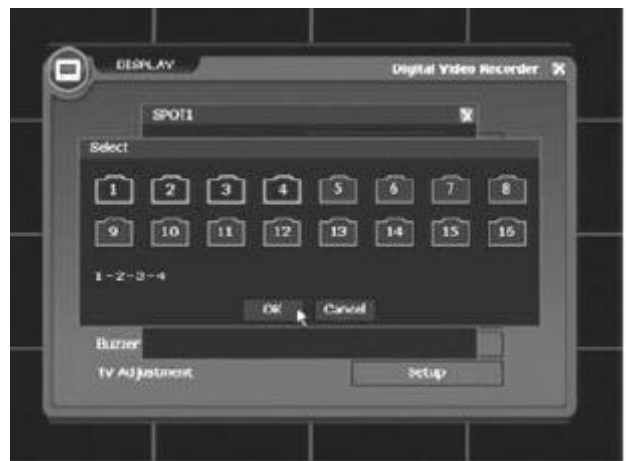 DISPLAY Digital Video Recorder X
SPOT1 X
Select
1 2 3 4 5 6 7 8
9 10 11 12 13 14 15 16
1-2-3-4
OK Cancel
Buzzer
TV Adjustment Setup